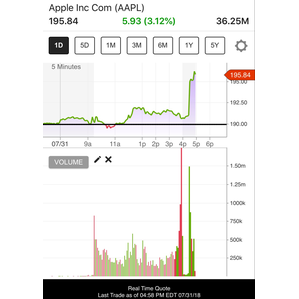 Apple Inc Com (AAPL)
195.84 5.93 (3.12%) 36.25M
1D 5D 1M 3M 6M 1Y 5Y
5 Minutes
195.84
192.50
190.00
07/31 9a 11a 1p 2p 3p 4p 5p 6p
VOLUME
1.50m
1.25m
1000k
750k
500k
250k
Real Time Quote
Last Trade as of 04:58 PM EDT 07/31/18